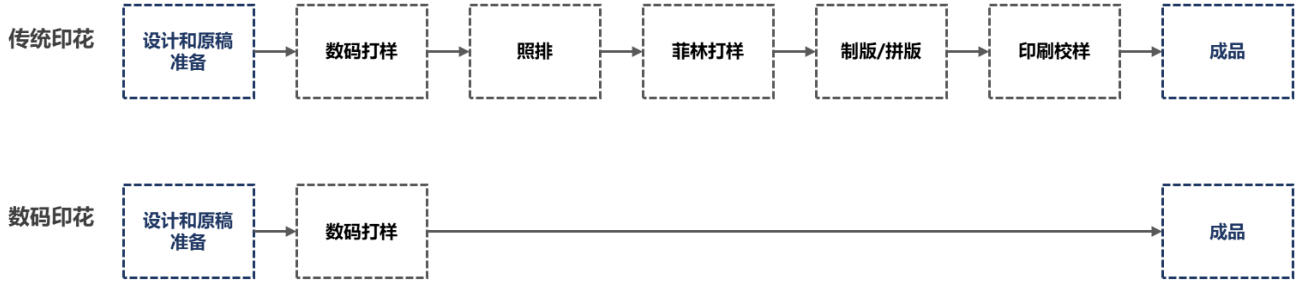 传统印花
设计和原稿
准备
数码打样
照排
菲林打样
制版/拼版
印刷校样
成品
数码印花
设计和原稿
准备
数码打样
成品